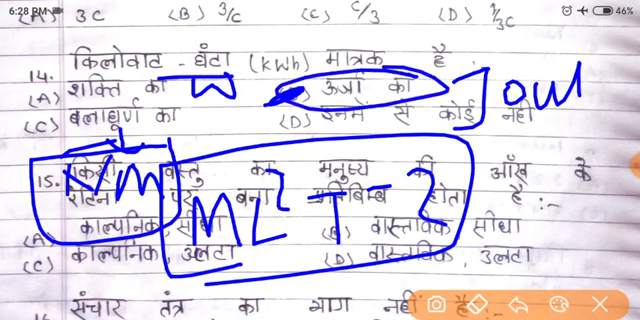 6:28 PM 46%
(A) 3C (B) 3/C (C) C/3 (D) 1/3C
14. किलोवाट - घंटा (kWh) मात्रक है
(A) शक्ति का W ऊर्जा का Joul
(C) बलाघूर्ण का (D) इनमें से कोई नहीं
15. किसी वस्तु का मनुष्य की आँख के
रेटिना पर बना प्रतिबिम्ब होता है :-
N/m ML² T⁻²
(A) काल्पनिक, सीधा (B) वास्तविक सीधा
(C) काल्पनिक, उलटा (D) वास्तविक, उलटा
संचार तंत्र का भाग नहीं है :-